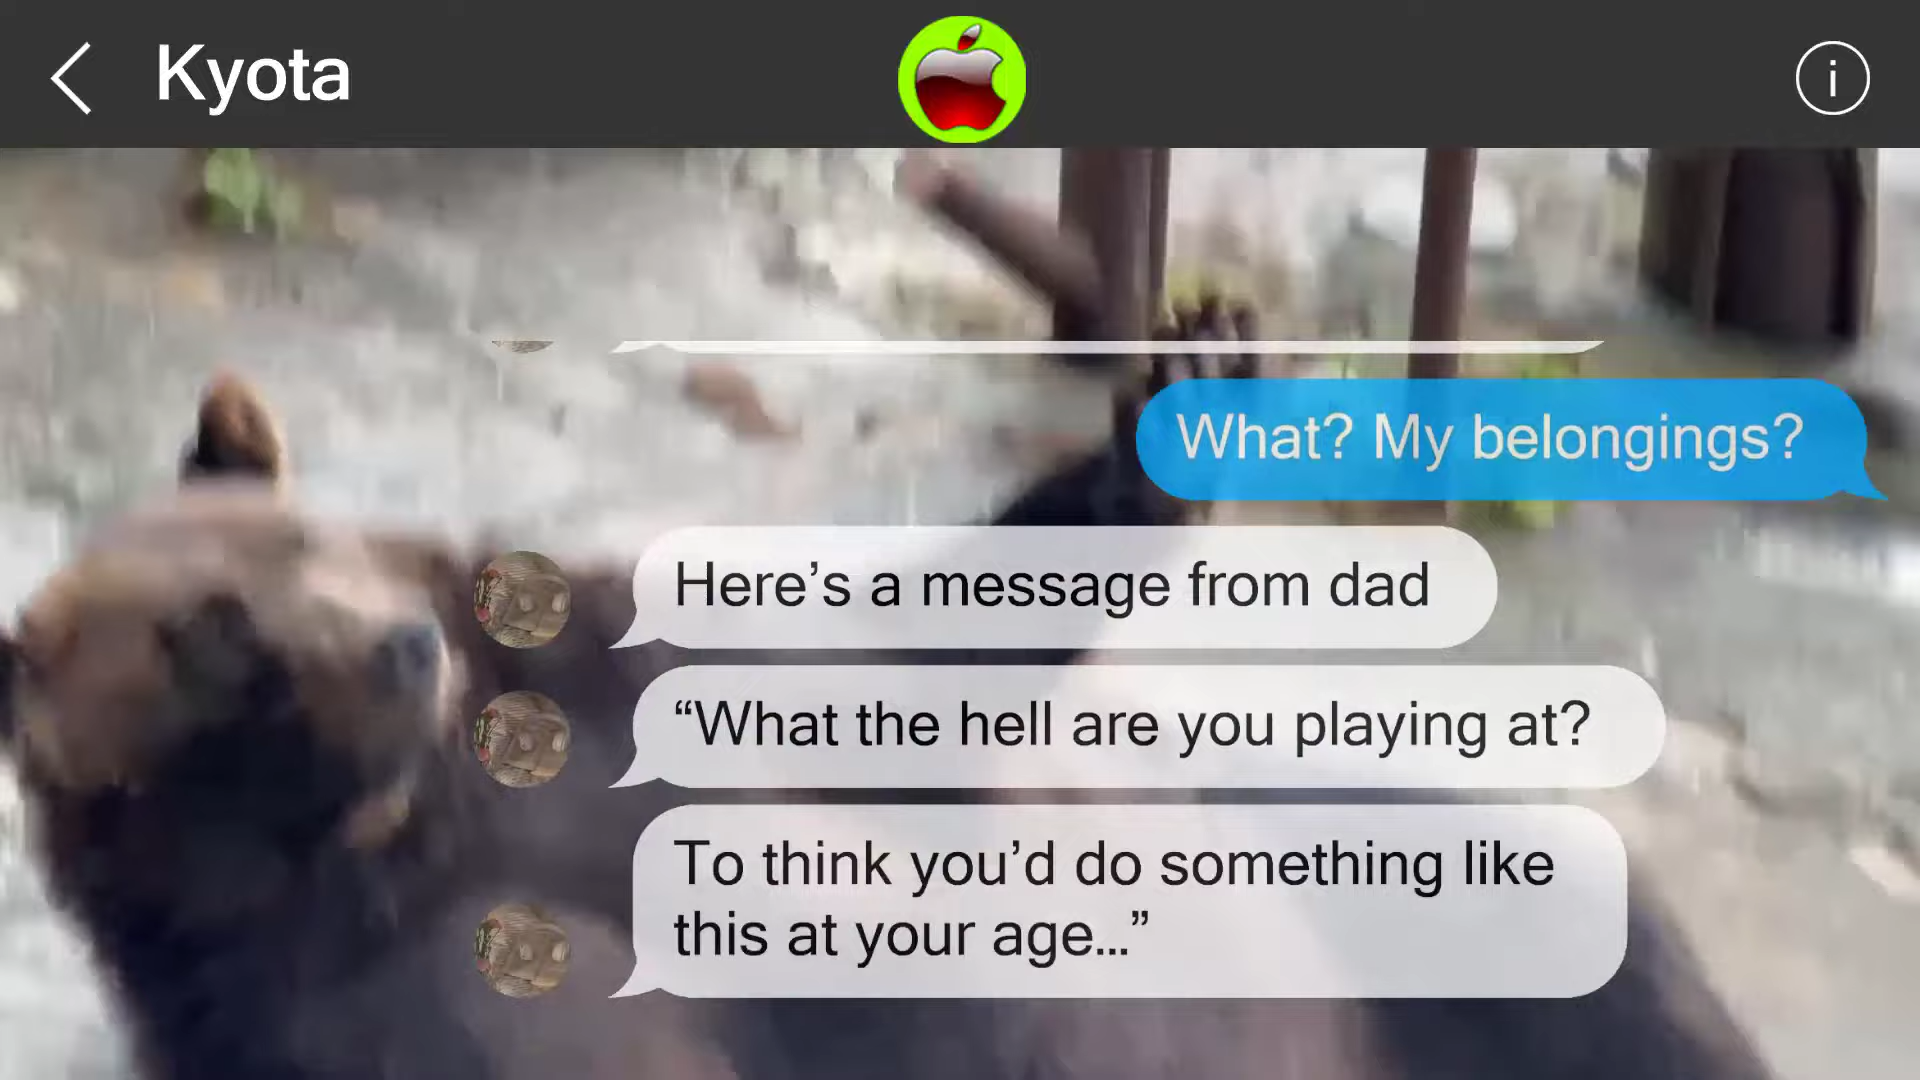 Kyota
What? My belongings?
Here’s a message from dad
“What the hell are you playing at?
To think you’d do something like
this at your age...”